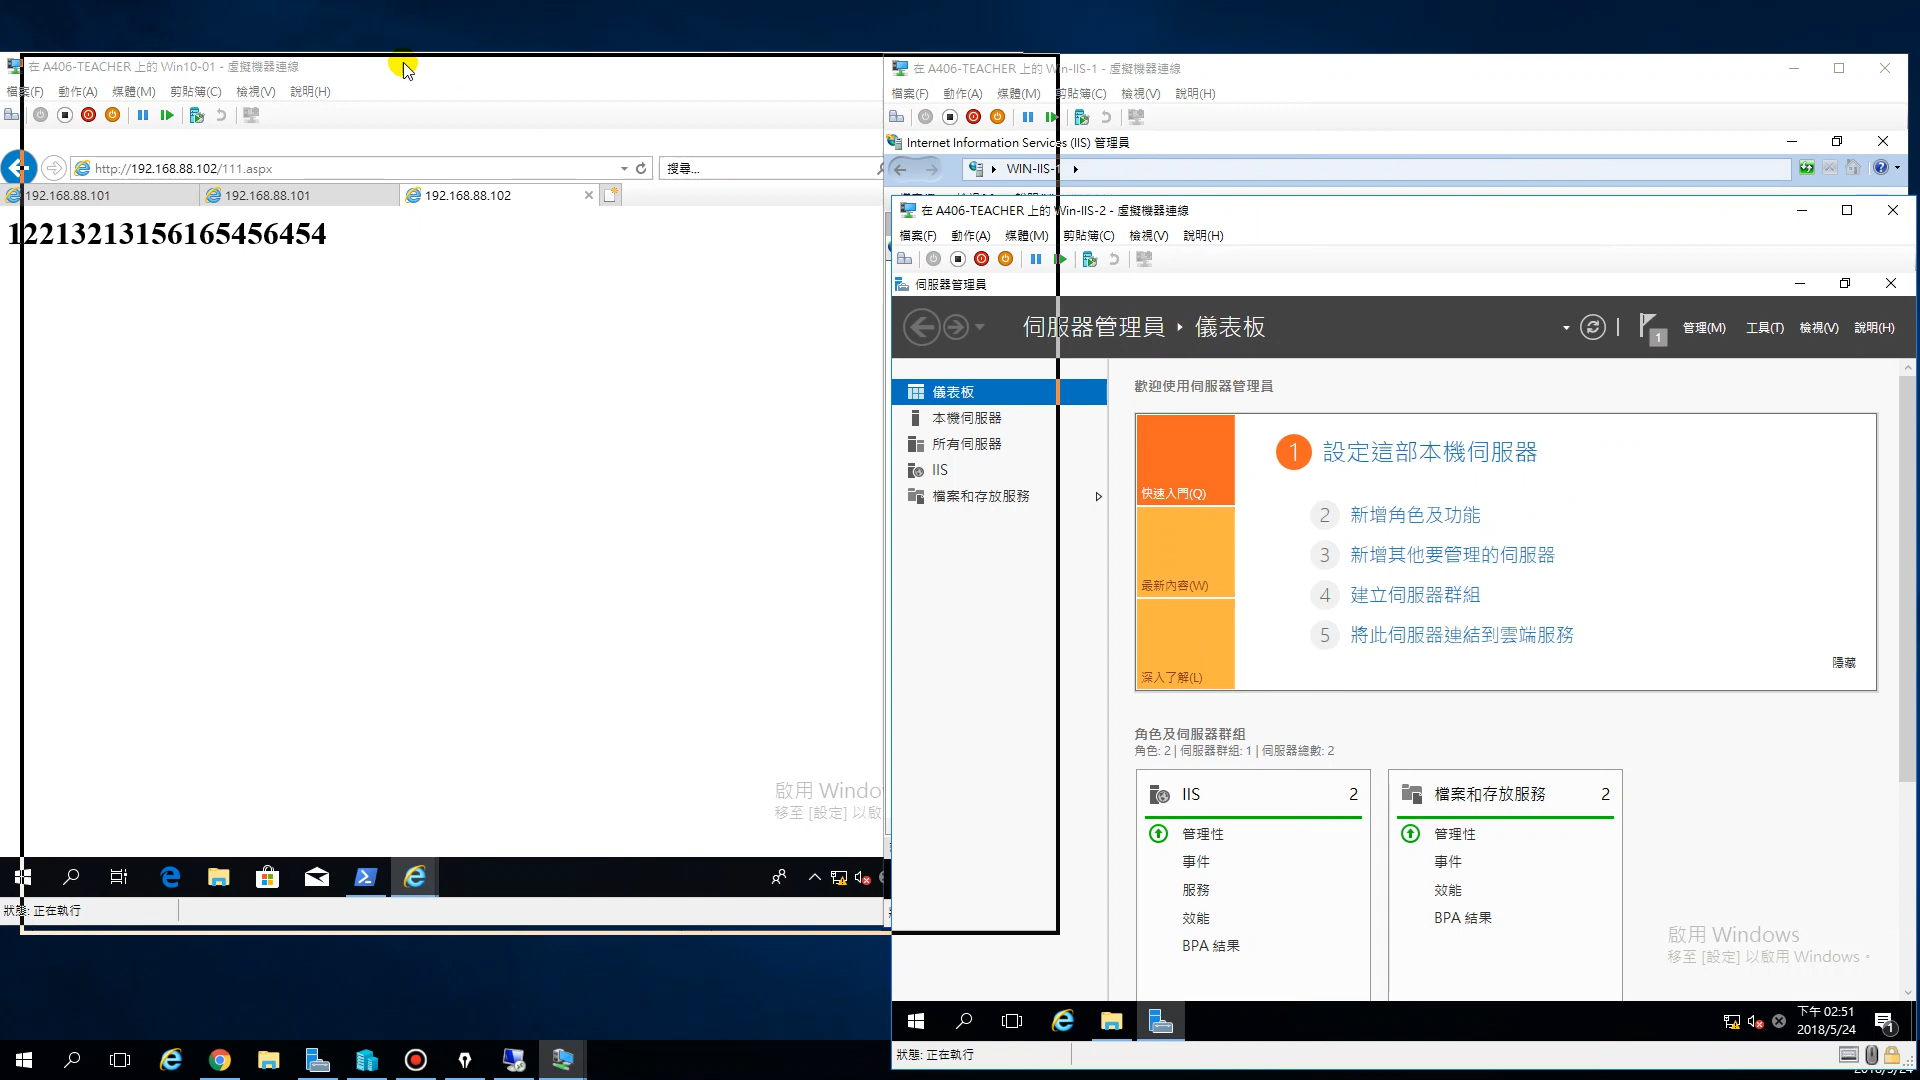 在 A406-TEACHER 上的 Win10-01 - 虛擬機器連線
檔案(F) 動作(A) 媒體(M) 剪貼簿(C) 檢視(V) 說明(H)
http://192.168.88.102/111.aspx
搜尋...
192.168.88.101
192.168.88.101
192.168.88.102
12213213156165456454
啟用 Windo
移至 [設定] 以啟
狀態: 正在執行
在 A406-TEACHER 上的 Win-IIS-1 - 虛擬機器連線
檔案(F) 動作(A) 媒體(M) 剪貼簿(C) 檢視(V) 說明(H)
Internet Information Services (IIS) 管理員
WIN-IIS-1
在 A406-TEACHER 上的 Win-IIS-2 - 虛擬機器連線
檔案(F) 動作(A) 媒體(M) 剪貼簿(C) 檢視(V) 說明(H)
伺服器管理員
伺服器管理員 ‣ 儀表板
1
管理(M) 工具(T) 檢視(V) 說明(H)
儀表板
本機伺服器
所有伺服器
IIS
檔案和存放服務
歡迎使用伺服器管理員
快速入門(Q)
最新內容(W)
深入了解(L)
1 設定這部本機伺服器
2 新增角色及功能
3 新增其他要管理的伺服器
4 建立伺服器群組
5 將此伺服器連結到雲端服務
隱藏
角色及伺服器群組
角色: 2 | 伺服器群組: 1 | 伺服器總數: 2
IIS 2
管理性
事件
服務
效能
BPA 結果
檔案和存放服務 2
管理性
事件
效能
BPA 結果
啟用 Windows
移至 [設定] 以啟用 Windows。
下午 02:51
2018/5/24
1
狀態: 正在執行
2018/5/24